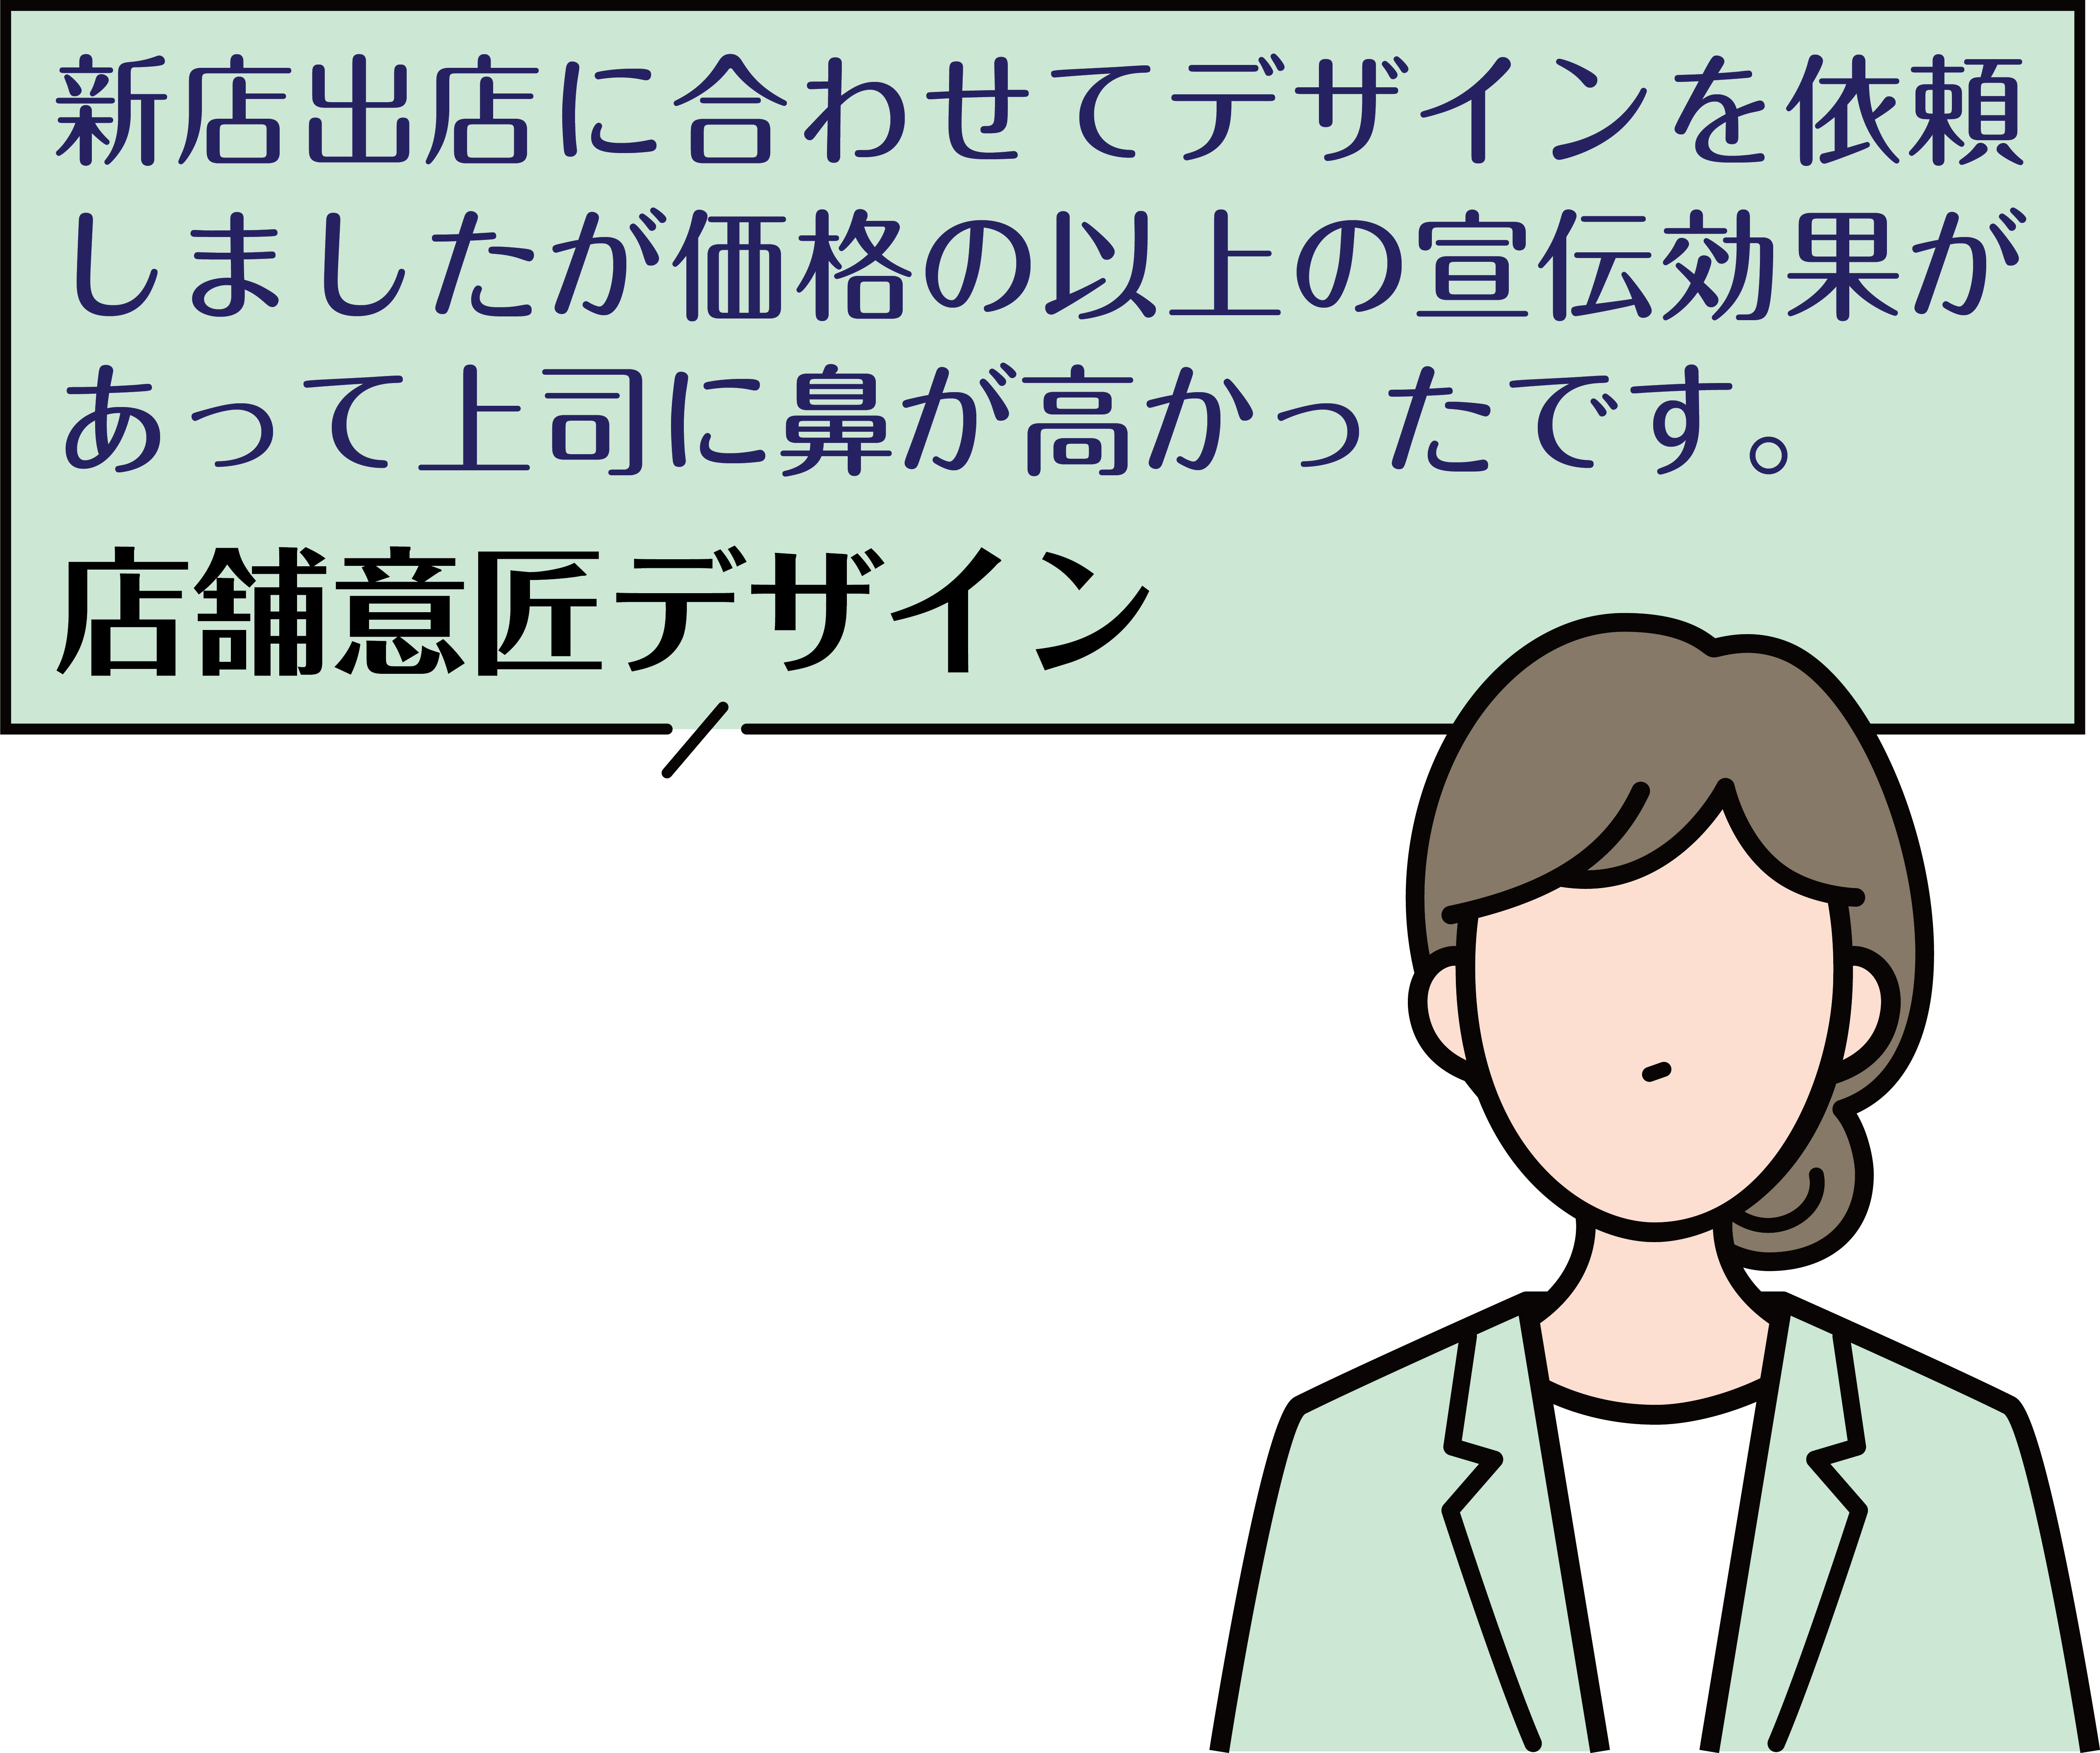 新店出店に合わせてデザインを依頼
しましたが価格の以上の宣伝効果が
あって上司に鼻が高かったです。
店舗意匠デザイン